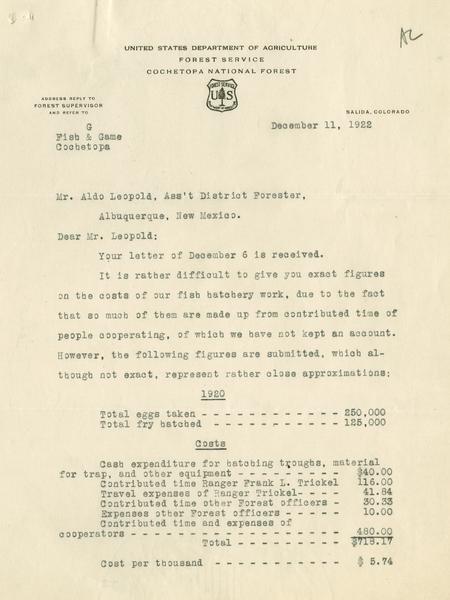 AL
UNITED STATES DEPARTMENT OF AGRICULTURE
FOREST SERVICE
COCHETOPA NATIONAL FOREST
FOREST SERVICE
U S
ADDRESS REPLY TO
FOREST SUPERVISOR
AND REFER TO
SALIDA, COLORADO
G
Fish & Game
Cochetopa
December 11, 1922
Mr. Aldo Leopold, Ass't District Forester,
Albuquerque, New Mexico.
Dear Mr. Leopold:
Your letter of December 6 is received.
It is rather difficult to give you exact figures
on the costs of our fish hatchery work, due to the fact
that so much of them are made up from contributed time of
people cooperating, of which we have not kept an account.
However, the following figures are submitted, which al-
though not exact, represent rather close approximations:
1920
Total eggs taken - - - - - - - - - - - - 250,000
Total fry hatched - - - - - - - - - - - - 125,000
Costs
Cash expenditure for hatching troughs, material
for trap, and other equipment - - - - - - - - - $40.00
Contributed time Ranger Frank L. Trickel 116.00
Travel expenses of Ranger Trickel- - - - 41.84
Contributed time other Forest officers - 30.33
Expenses other Forest officers - - - - - 10.00
Contributed time and expenses of
cooperators - - - - - - - - - - - - - - - - - - 480.00
Total - - - - - - - - - $718.17
Cost per thousand - - - - - - - - - - - $ 5.74